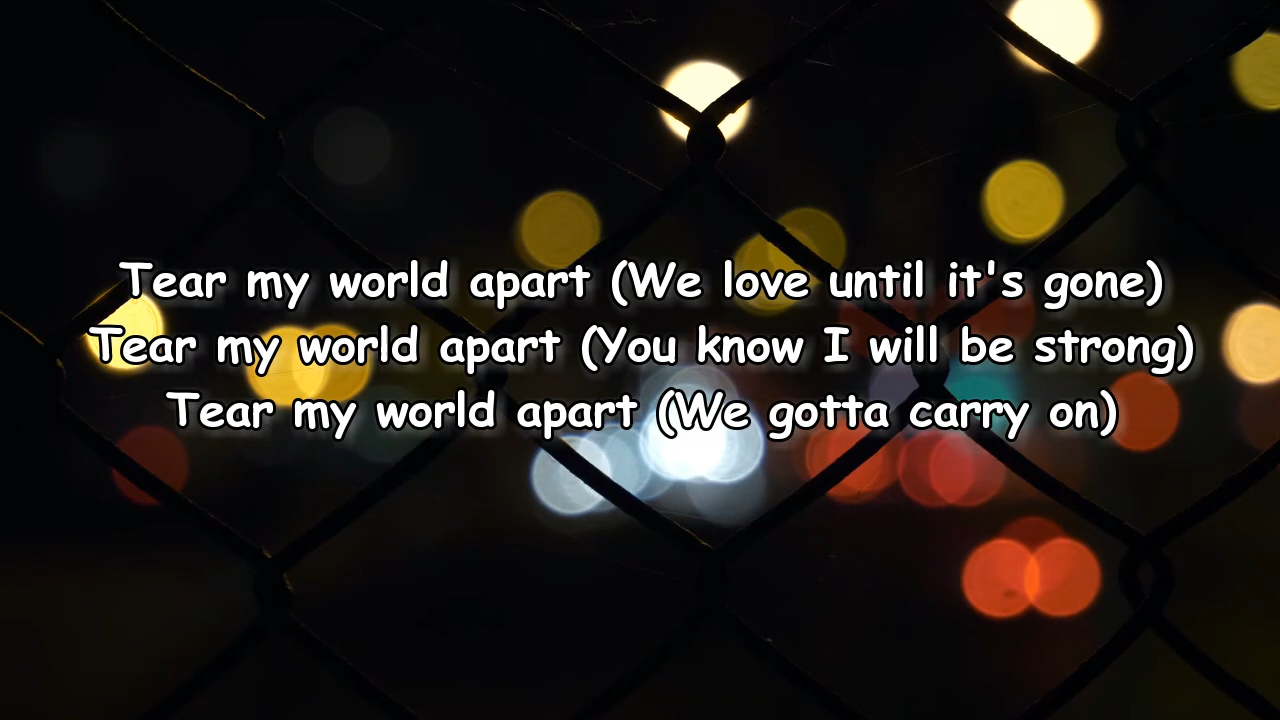 Tear my world apart (We love until it's gone)
Tear my world apart (You know I will be strong)
Tear my world apart (We gotta carry on)